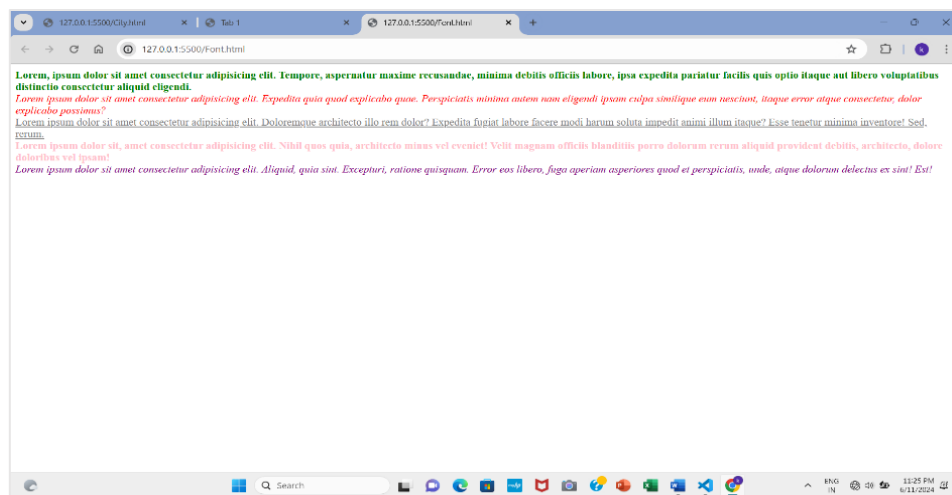 127.0.0.1:5500/City.html
Tab 1
127.0.0.1:5500/Font.html
127.0.0.1:5500/Font.html
k
Lorem, ipsum dolor sit amet consectetur adipisicing elit. Tempore, aspernatur maxime recusandae, minima debitis officiis labore, ipsa expedita pariatur facilis quis optio itaque aut libero voluptatibus
distinctio consectetur aliquid eligendi.
Lorem ipsum dolor sit amet consectetur adipisicing elit. Expedita quia quod explicabo quae. Perspiciatis minima autem nam eligendi ipsam culpa similique eum nesciunt, itaque error atque consectetur, dolor
explicabo possimus?
Lorem ipsum dolor sit amet consectetur adipisicing elit. Doloremque architecto illo rem dolor? Expedita fugiat labore facere modi harum soluta impedit animi illum itaque? Esse tenetur minima inventore! Sed,
rerum.
Lorem ipsum dolor sit, amet consectetur adipisicing elit. Nihil quos quia, architecto minus vel eveniet! Velit magnam officiis blanditiis porro dolorum rerum aliquid provident debitis, architecto, dolore
doloribus vel ipsam!
Lorem ipsum dolor sit amet consectetur adipisicing elit. Aliquid, quia sint. Excepturi, ratione quisquam. Error eos libero, fuga aperiam asperiores quod et perspiciatis, unde, atque dolorum delectus ex sint! Est!
Search
ENG
IN
11:25 PM
6/11/2024